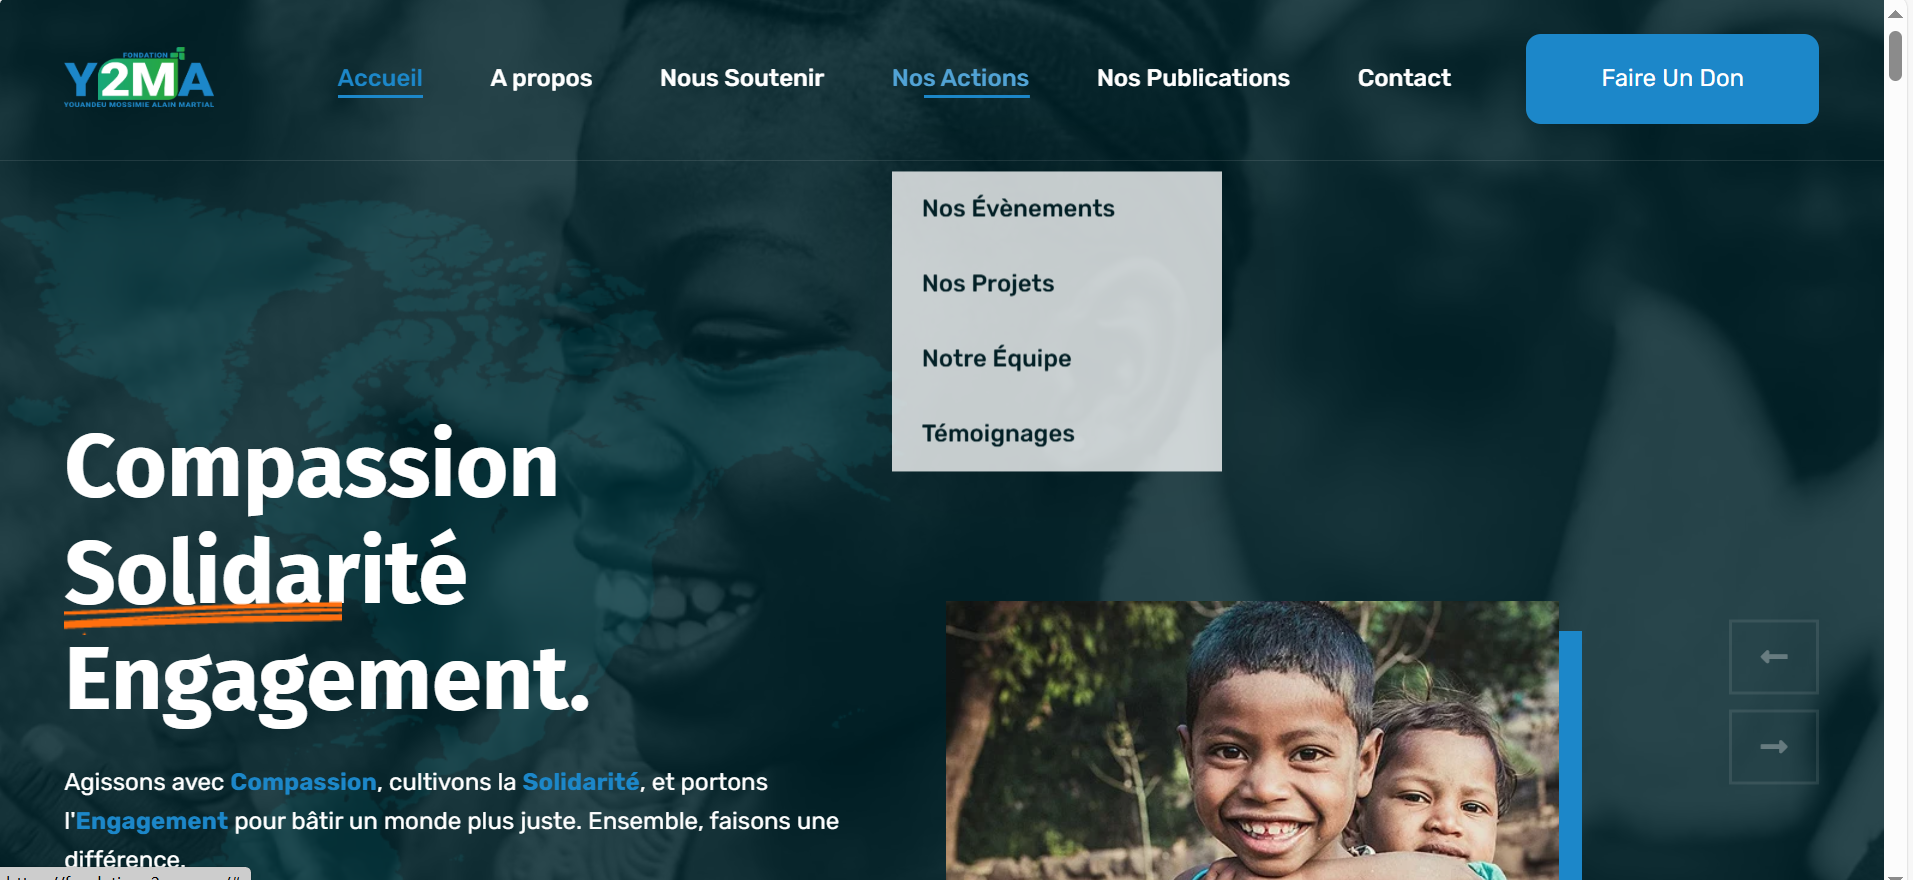 FONDATION
Y2MA
YOUANDEU MOSSIMIE ALAIN MARTIAL
Accueil
A propos
Nous Soutenir
Nos Actions
Nos Publications
Contact
Faire Un Don
Nos Évènements
Nos Projets
Notre Équipe
Témoignages
Compassion
Solidarité
Engagement.
Agissons avec Compassion, cultivons la Solidarité, et portons
l'Engagement pour bâtir un monde plus juste. Ensemble, faisons une
différence.